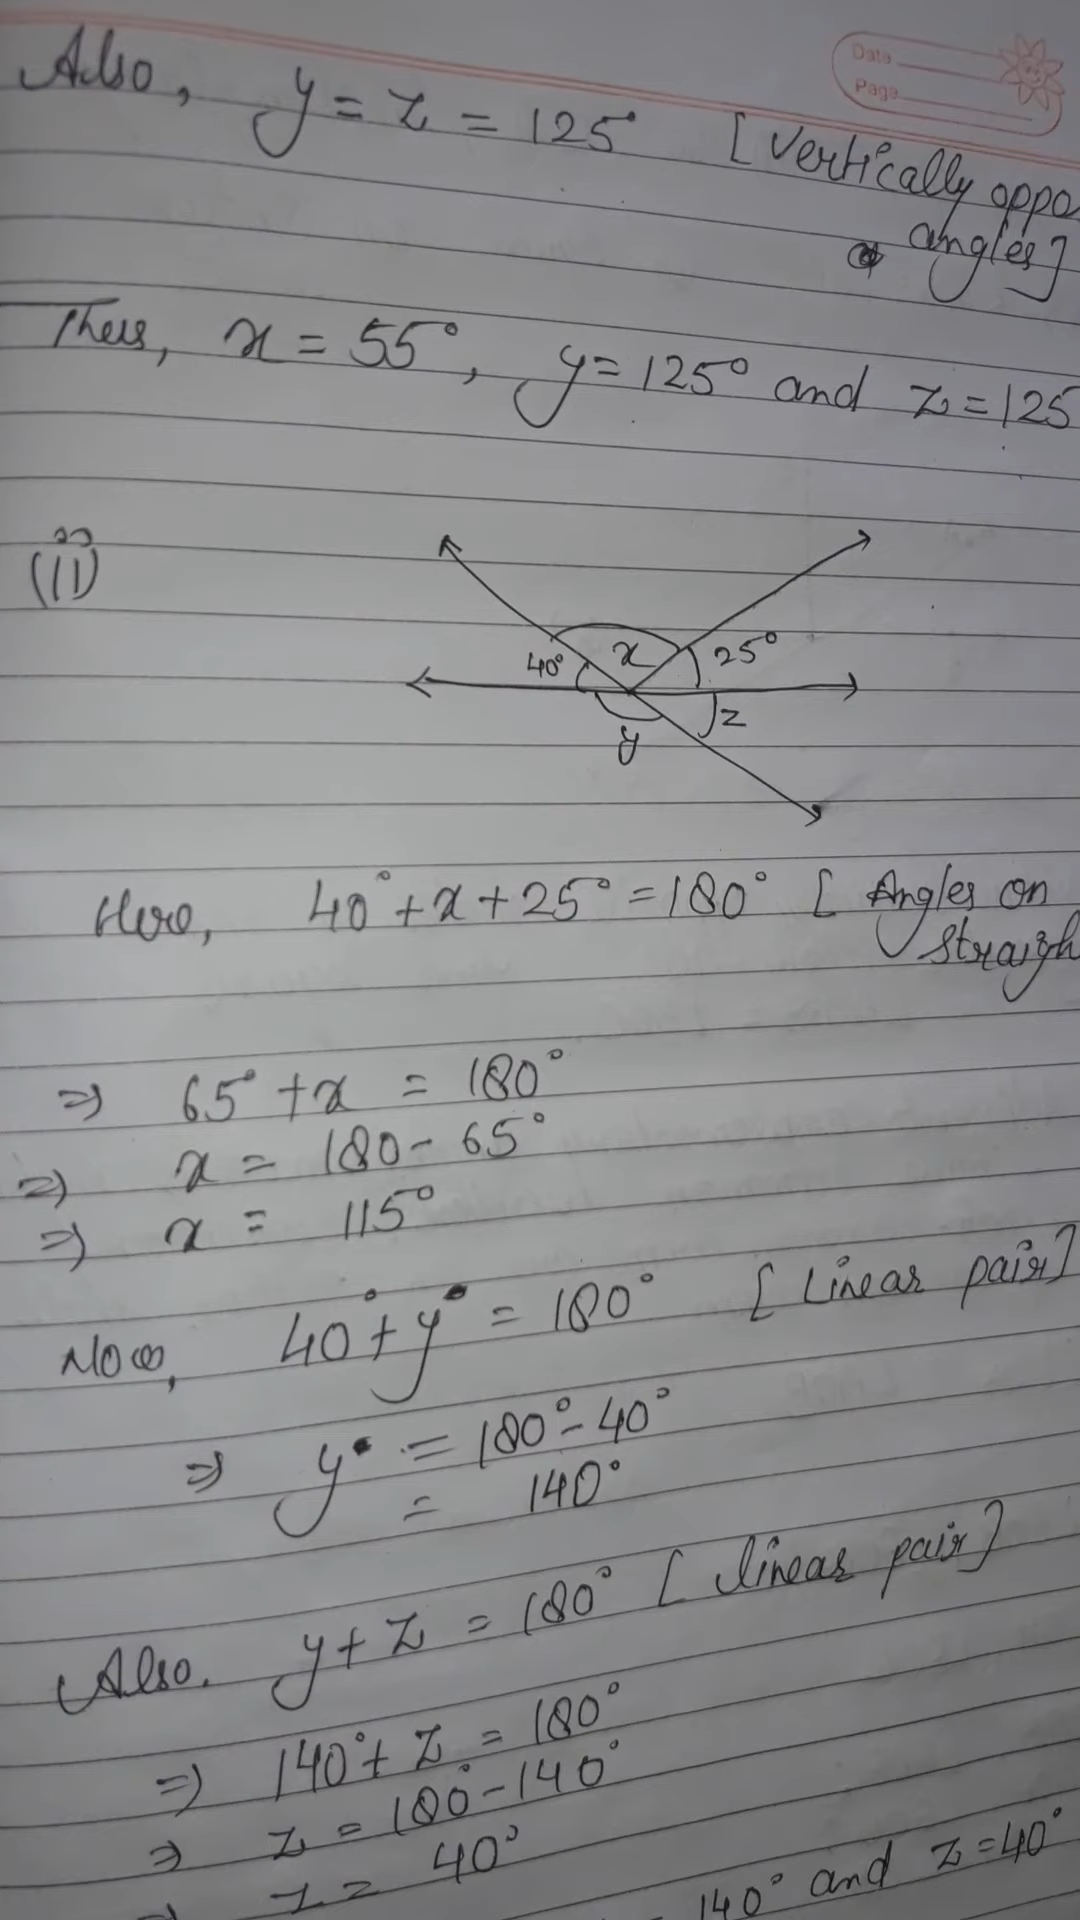 Date
Page
Also, y = z = 125° [Vertically oppo
angles]
Thus, x = 55°, y = 125° and z = 125
(ii)
x
25°
40°
z
y
Here, 40° + x + 25° = 180° [Angles on
straigh
⇒ 65° + x = 180°
⇒ x = 180 - 65°
⇒ x = 115°
Now, 40° + y = 180° [Linear pair]
⇒ y = 180° - 40°
= 140°
Also. y + z = 180° [linear pair]
⇒ 140° + z = 180°
⇒ z = 180° - 140°
⇒ z = 40°
140° and z = 40°